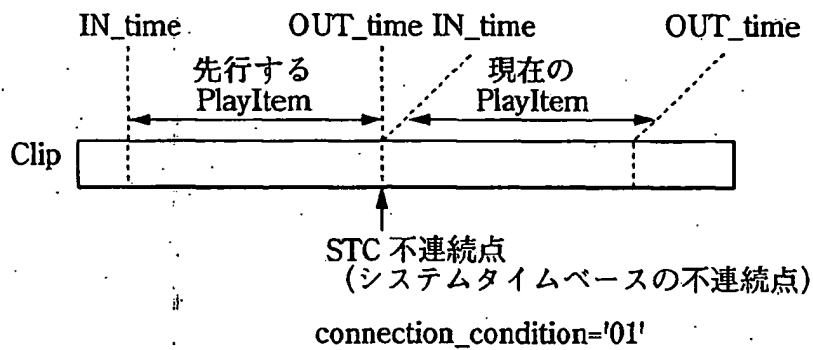 IN_time OUT_time IN_time OUT_time
先行する 現在の
PlayItem PlayItem
Clip
STC 不連続点
(システムタイムベースの不連続点)
connection_condition='01'